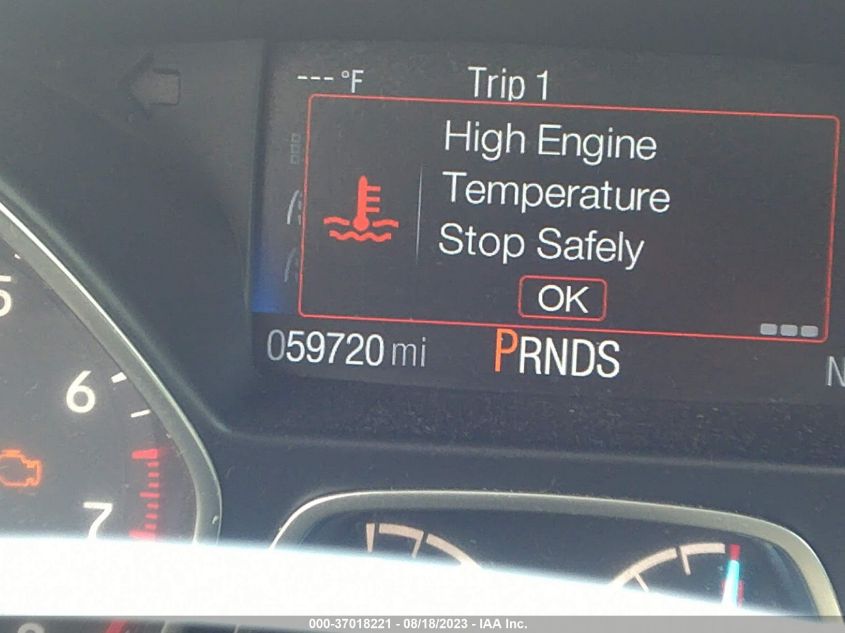 --- °F
Trip 1
High Engine
Temperature
Stop Safely
OK
059720 mi
PRNDS
N
5
6
7
000-37018221 - 08/18/2023 - IAA Inc.